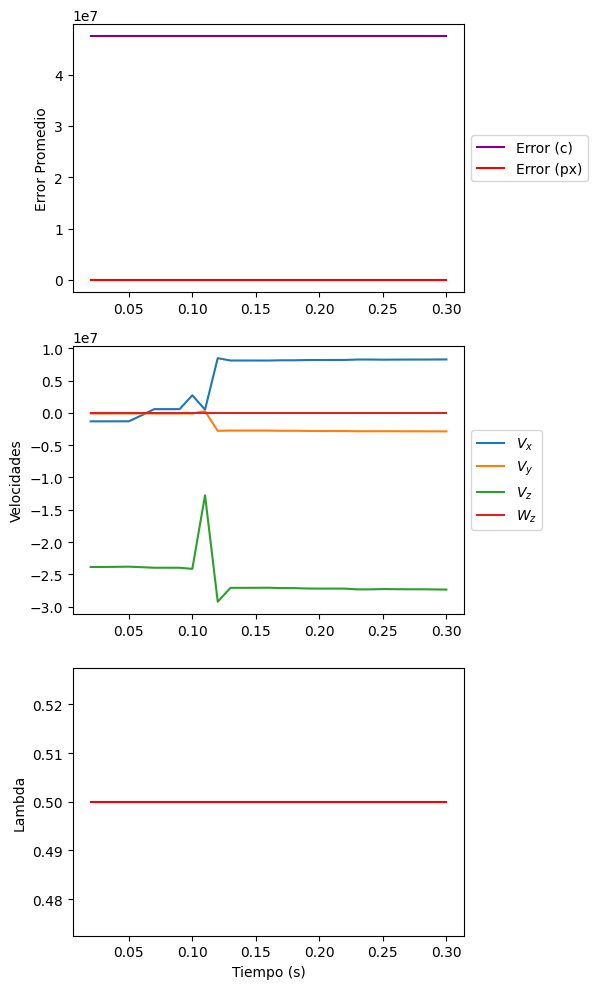 1e7
4
3
2
1
0
Error Promedio
0.05 0.10 0.15 0.20 0.25 0.30
Error (c)
Error (px)
1e7
1.0
0.5
0.0
−0.5
−1.0
−1.5
−2.0
−2.5
−3.0
Velocidades
0.05 0.10 0.15 0.20 0.25 0.30
Vx
Vy
Vz
Wz
0.52
0.51
0.50
0.49
0.48
Lambda
0.05 0.10 0.15 0.20 0.25 0.30
Tiempo (s)